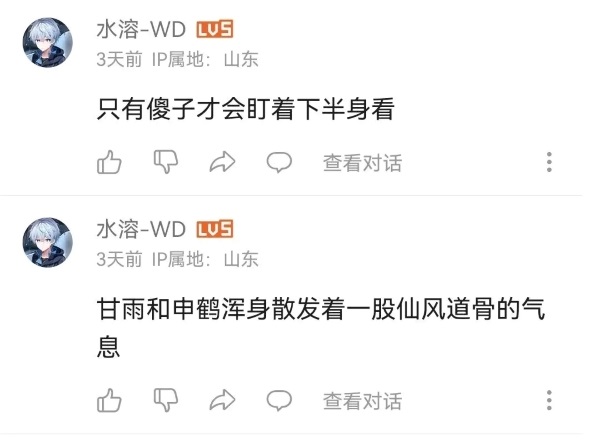 水溶-WD LV5
3天前 IP属地：山东
只有傻子才会盯着下半身看
查看对话
水溶-WD LV5
3天前 IP属地：山东
甘雨和申鹤浑身散发着一股仙风道骨的气
息
查看对话